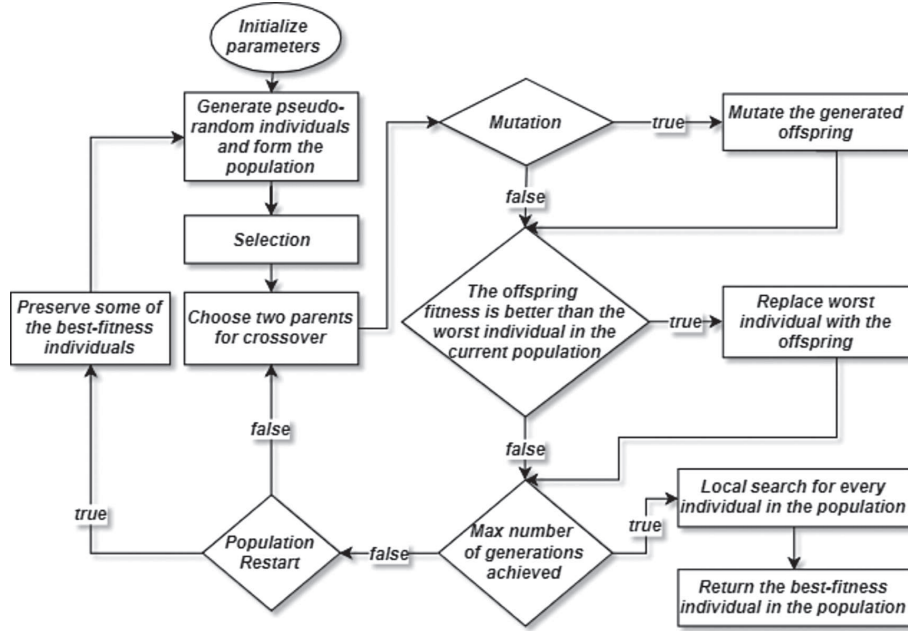 Initialize
parameters
Generate pseudo-
random individuals
and form the
population
Selection
Choose two parents
for crossover
Preserve some of
the best-fitness
individuals
Mutation
true
Mutate the generated
offspring
false
The offspring
fitness is better than the
worst individual in the
current population
true
Replace worst
individual with the
offspring
false
Max number
of generations
achieved
true
Local search for every
individual in the population
Return the best-fitness
individual in the population
false
Population
Restart
false
true